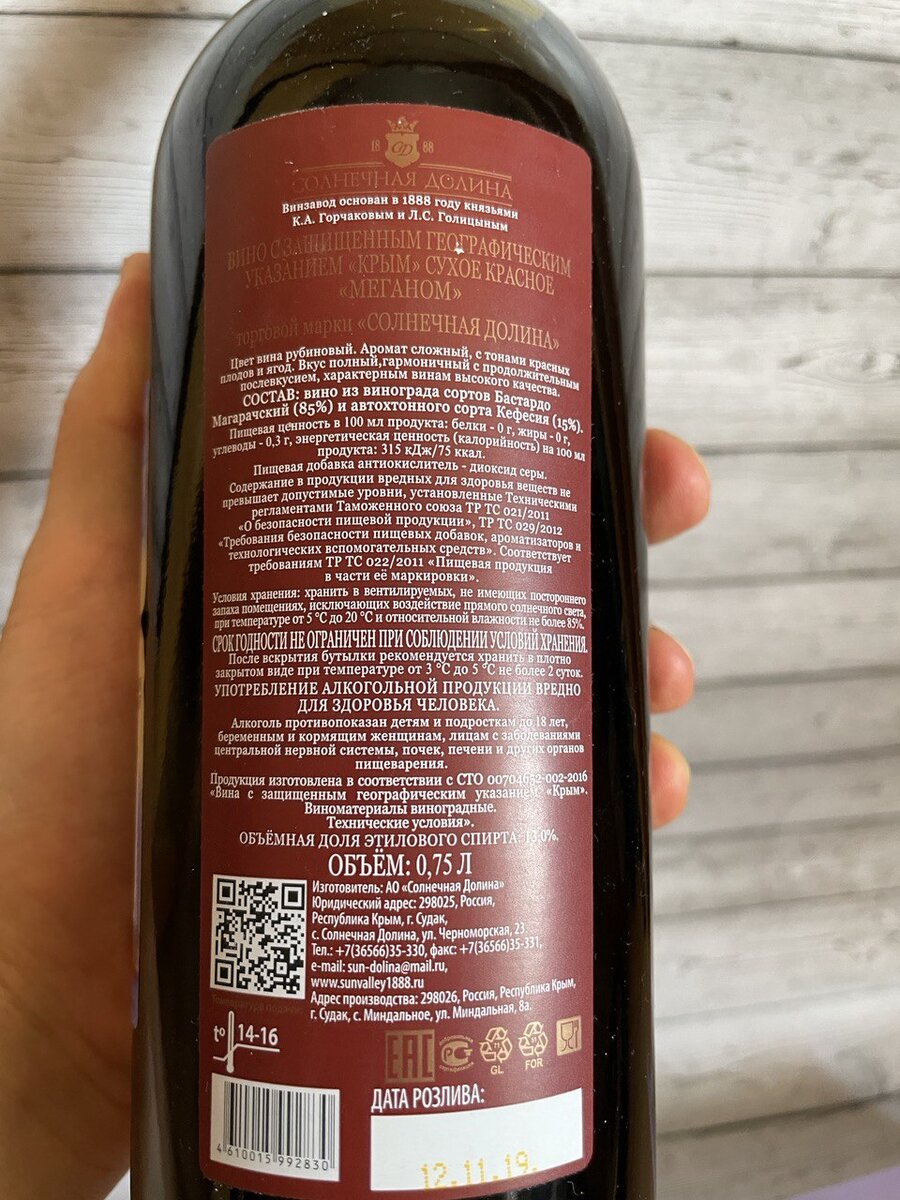 18 СД 88
СОЛНЕЧНАЯ ДОЛИНА
Винзавод основан в 1888 году князьями
К.А. Горчаковым и Л.С. Голицыным
ВИНО С ЗАЩИЩЕННЫМ ГЕОГРАФИЧЕСКИМ
УКАЗАНИЕМ «КРЫМ» СУХОЕ КРАСНОЕ
«МЕГАНОМ»
торговой марки «СОЛНЕЧНАЯ ДОЛИНА»
Цвет вина рубиновый. Аромат сложный, с тонами красных
плодов и ягод. Вкус полный,гармоничный с продолжительным
послевкусием, характерным винам высокого качества.
СОСТАВ: вино из винограда сортов Бастардо
Магарачский (85%) и автохтонного сорта Кефесия (15%).
Пищевая ценность в 100 мл продукта: белки - 0 г, жиры - 0 г,
углеводы - 0,3 г, энергетическая ценность (калорийность) на 100 мл
продукта: 315 кДж/75 ккал.
Пищевая добавка антиокислитель - диоксид серы.
Содержание в продукции вредных для здоровья веществ не
превышает допустимые уровни, установленные Техническими
регламентами Таможенного союза ТР ТС 021/2011
«О безопасности пищевой продукции», ТР ТС 029/2012
«Требования безопасности пищевых добавок, ароматизаторов и
технологических вспомогательных средств». Соответствует
требованиям ТР ТС 022/2011 «Пищевая продукция
в части её маркировки».
Условия хранения: хранить в вентилируемых, не имеющих постороннего
запаха помещениях, исключающих воздействие прямого солнечного света,
при температуре от 5 °C до 20 °C и относительной влажности не более 85%.
СРОК ГОДНОСТИ НЕ ОГРАНИЧЕН ПРИ СОБЛЮДЕНИИ УСЛОВИЙ ХРАНЕНИЯ.
После вскрытия бутылки рекомендуется хранить в плотно
закрытом виде при температуре от 3 °C до 5 °C не более 2 суток.
УПОТРЕБЛЕНИЕ АЛКОГОЛЬНОЙ ПРОДУКЦИИ ВРЕДНО
ДЛЯ ЗДОРОВЬЯ ЧЕЛОВЕКА.
Алкоголь противопоказан детям и подросткам до 18 лет,
беременным и кормящим женщинам, лицам с заболеваниями
центральной нервной системы, почек, печени и других органов
пищеварения.
Продукция изготовлена в соответствии с СТО 00704652-002-2016
«Вина с защищенным географическим указанием «Крым».
Виноматериалы виноградные.
Технические условия».
ОБЪЁМНАЯ ДОЛЯ ЭТИЛОВОГО СПИРТА- 13,0%.
ОБЪЁМ: 0,75 Л
Изготовитель: АО «Солнечная Долина»
Юридический адрес: 298025, Россия,
Республика Крым, г. Судак,
с. Солнечная Долина, ул. Черноморская, 23
Тел.: +7(36566)35-330, факс: +7(36566)35-331,
e-mail: sun-dolina@mail.ru,
www.sunvalley1888.ru
Адрес производства: 298026, Россия, Республика Крым,
г. Судак, с. Миндальное, ул. Миндальная, 8а.
Температура подачи:
t° 14-16
EAC
GL
FOR
4610015992830
ДАТА РОЗЛИВА:
12.11.19.